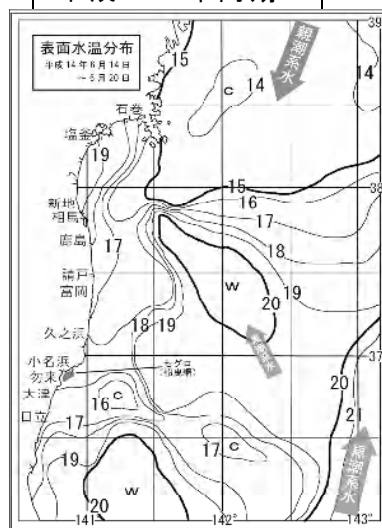 表面水温分布
平成14年6月14日
～6月20日
39
15
親潮系水
14
14
C
石巻
塩釜
19
新地
相馬
鹿島
請戸
富岡
久之浜
小名浜
勿来
大津
日立
15
38
16
17
17
18
19
W
20
18
19
37
20
21
16
C
17
17
C
19
黒潮系水
W
20
141°
142°
143°